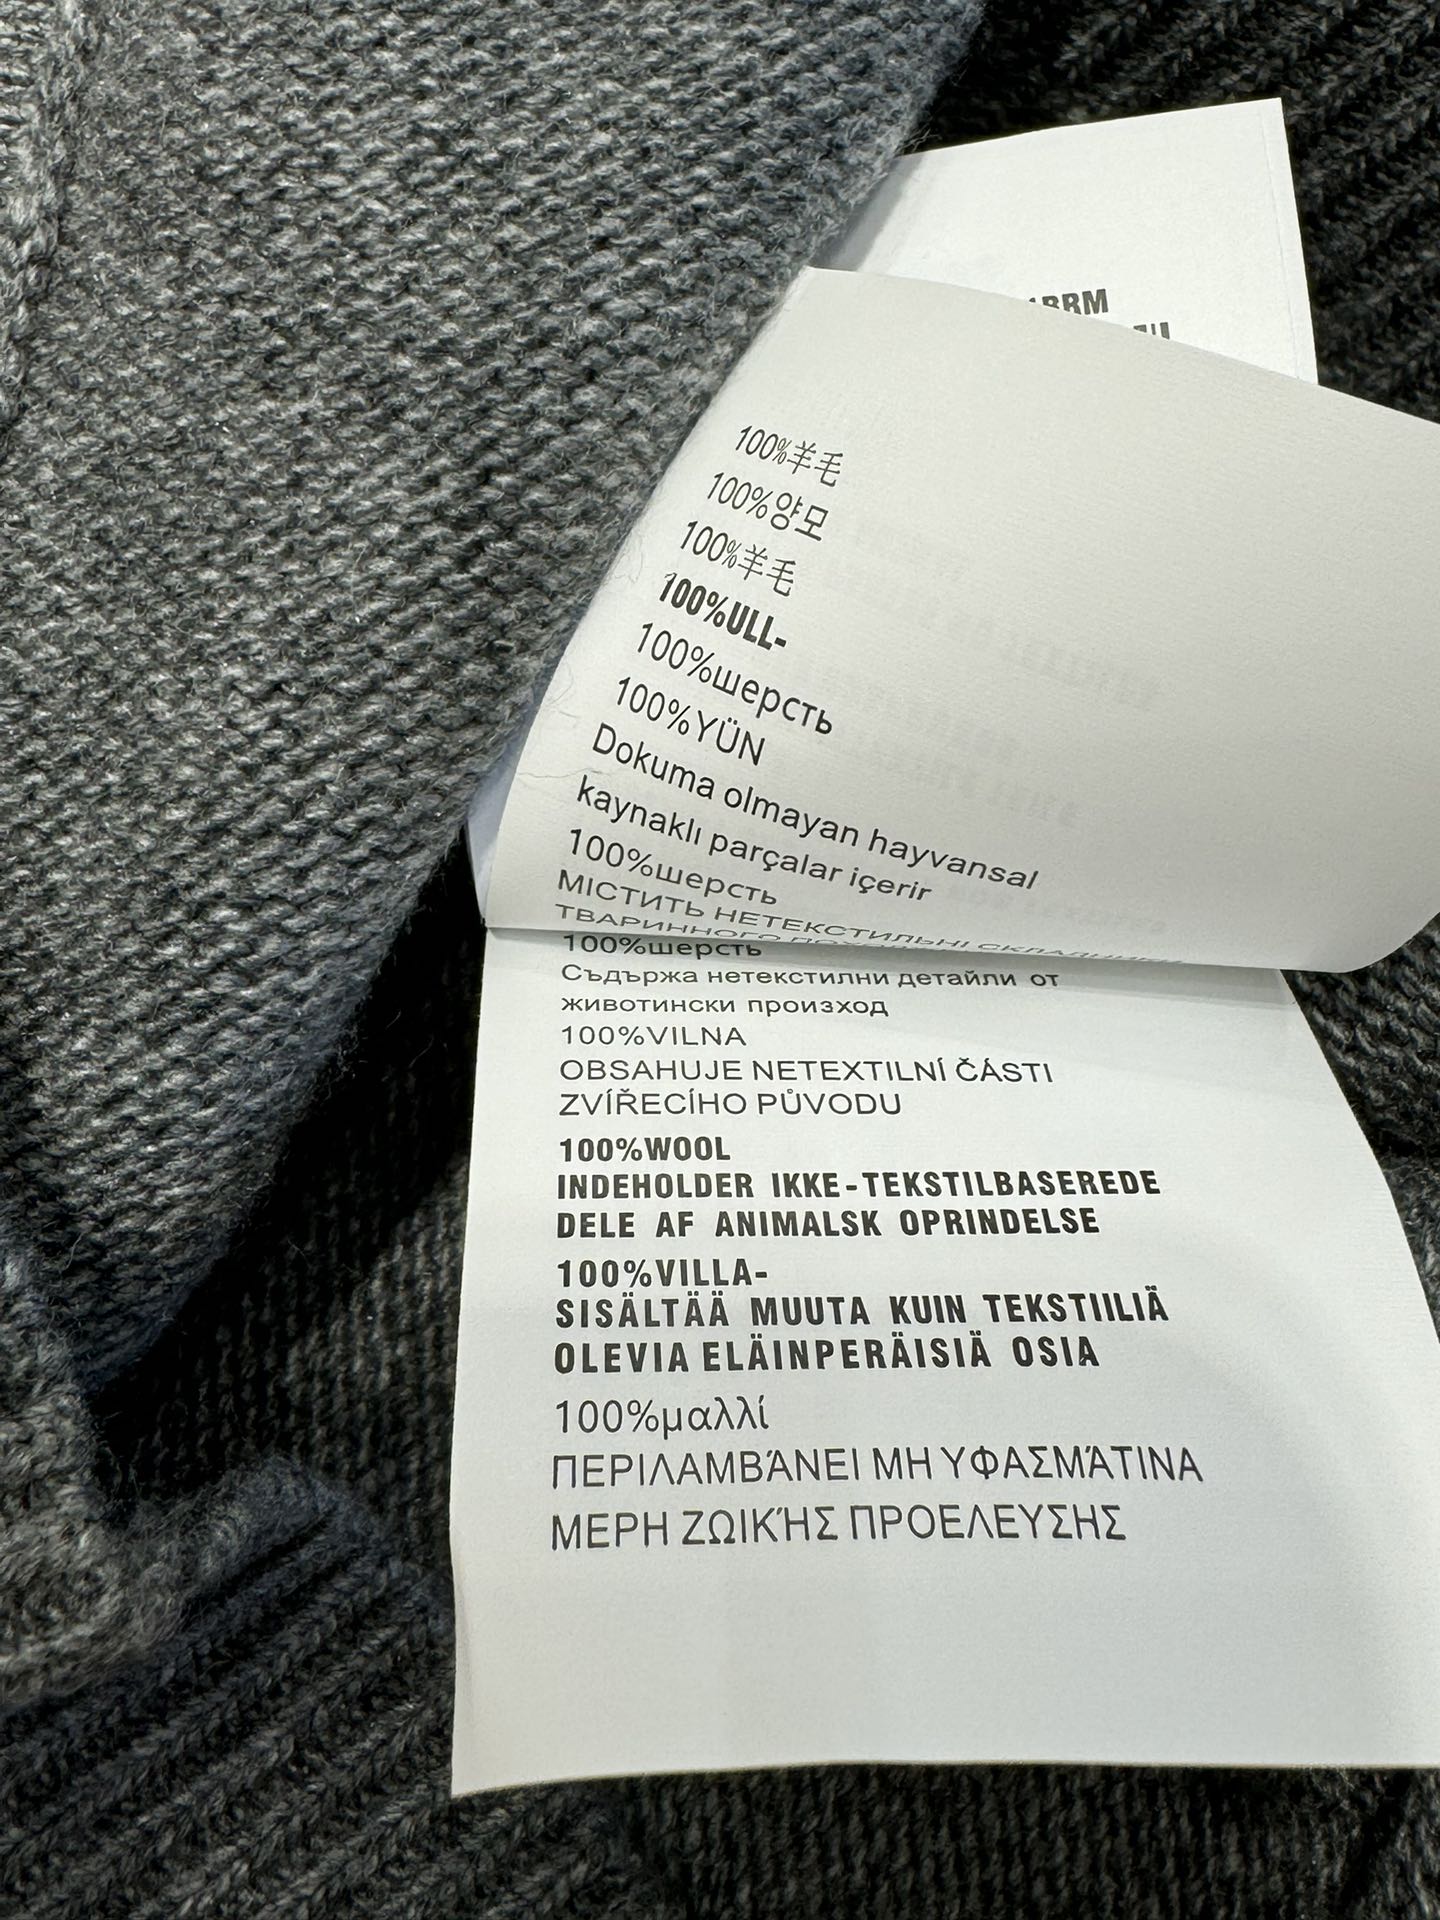 100%羊毛
100%양모
100%羊毛
100%ULL-
100%шерсть
100%YÜN
Dokuma olmayan hayvansal
kaynaklı parçalar içerir
100%шерсть
МІСТИТЬ НЕТЕКСТИЛЬНІ СКЛАДНИКИ
ТВАРИННОГО
100%шерсть
Съдържа нетекстилни детайли от
животински произход
100%VILNA
OBSAHUJE NETEXTILNÍ ČÁSTI
ZVÍŘECÍHO PŮVODU
100%WOOL
INDEHOLDER IKKE-TEKSTILBASEREDE
DELE AF ANIMALSK OPRINDELSE
100%VILLA-
SISÄLTÄÄ MUUTA KUIN TEKSTIILIÄ
OLEVIA ELÄINPERÄISIÄ OSIA
100%μαλλί
ΠΕΡΙΛΑΜΒΆΝΕΙ ΜΗ ΥΦΑΣΜΆΤΙΝΑ
ΜΕΡΗ ΖΩΙΚΉΣ ΠΡΟΕΛΕΥΣΗΣ